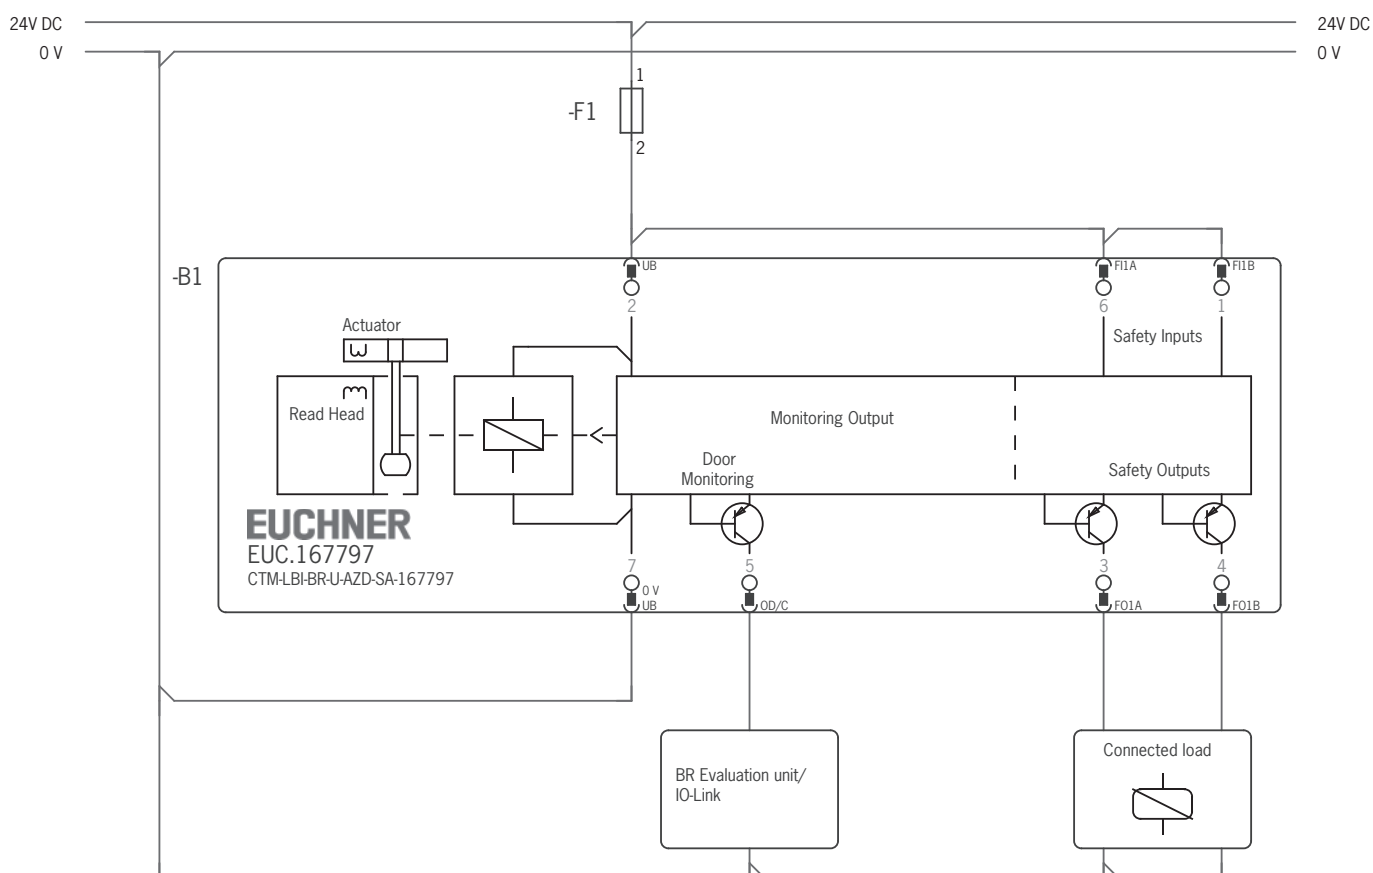 24V DC
24V DC
0 V
0 V
1
-F1
2
-B1
UB
FI1A
FI1B
2
6
1
Actuator
Safety Inputs
Read Head
Monitoring Output
Door
Monitoring
Safety Outputs
EUCHNER
EUC.167797
CTM-LBI-BR-U-AZD-SA-167797
7
5
3
4
0 V
UB
OD/C
FO1A
FO1B
BR Evaluation unit/
IO-Link
Connected load